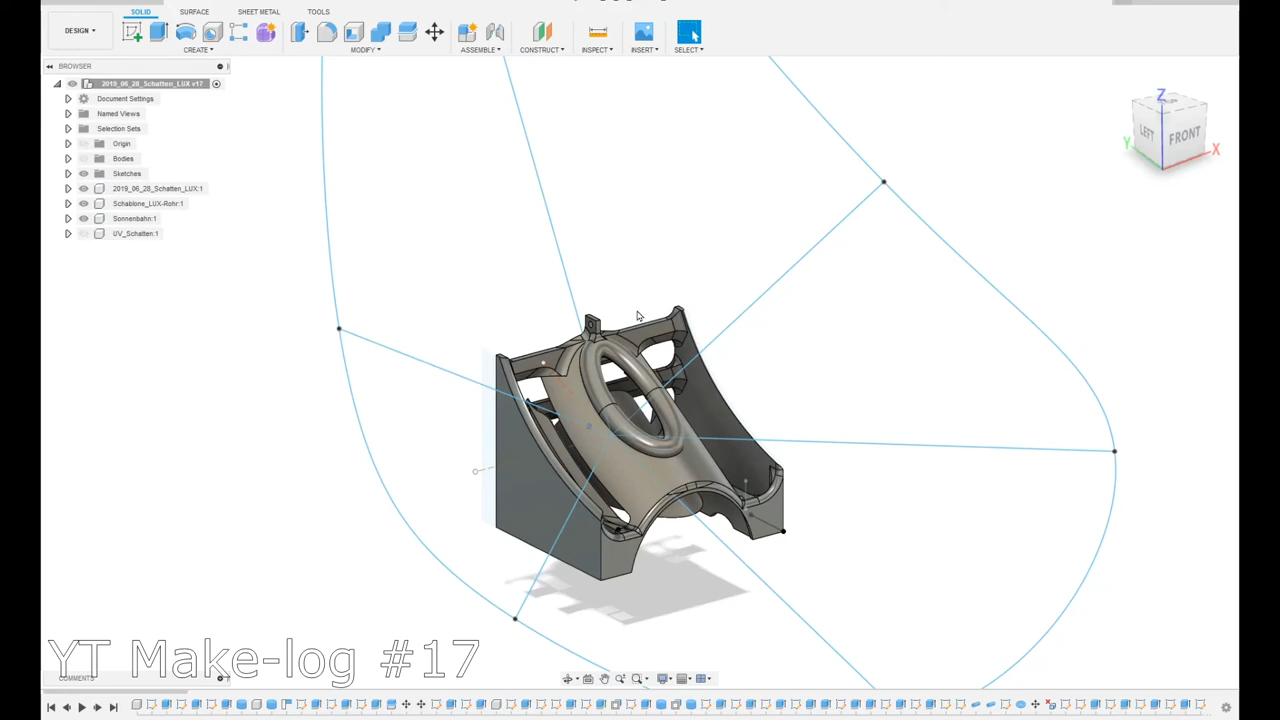 SOLID SURFACE SHEET METAL TOOLS
DESIGN
CREATE MODIFY ASSEMBLE CONSTRUCT INSPECT INSERT SELECT
BROWSER
2019_06_28_Schatten_LUX v17
Document Settings
Named Views
Selection Sets
Origin
Bodies
Sketches
2019_06_28_Schatten_LUX:1
Schablone_LUX-Rohr:1
Sonnenbahn:1
UV_Schatten:1
Z
LEFT FRONT
Y X
YT Make-log #17
COMMENTS